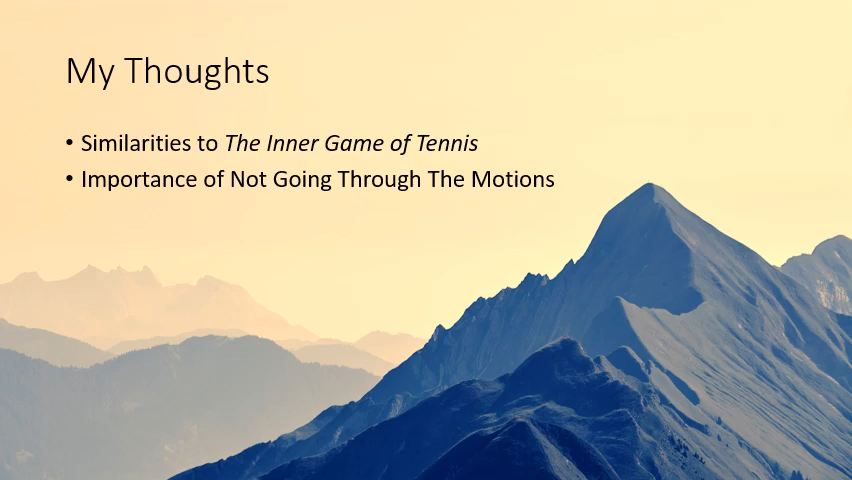 My Thoughts
• Similarities to The Inner Game of Tennis
• Importance of Not Going Through The Motions